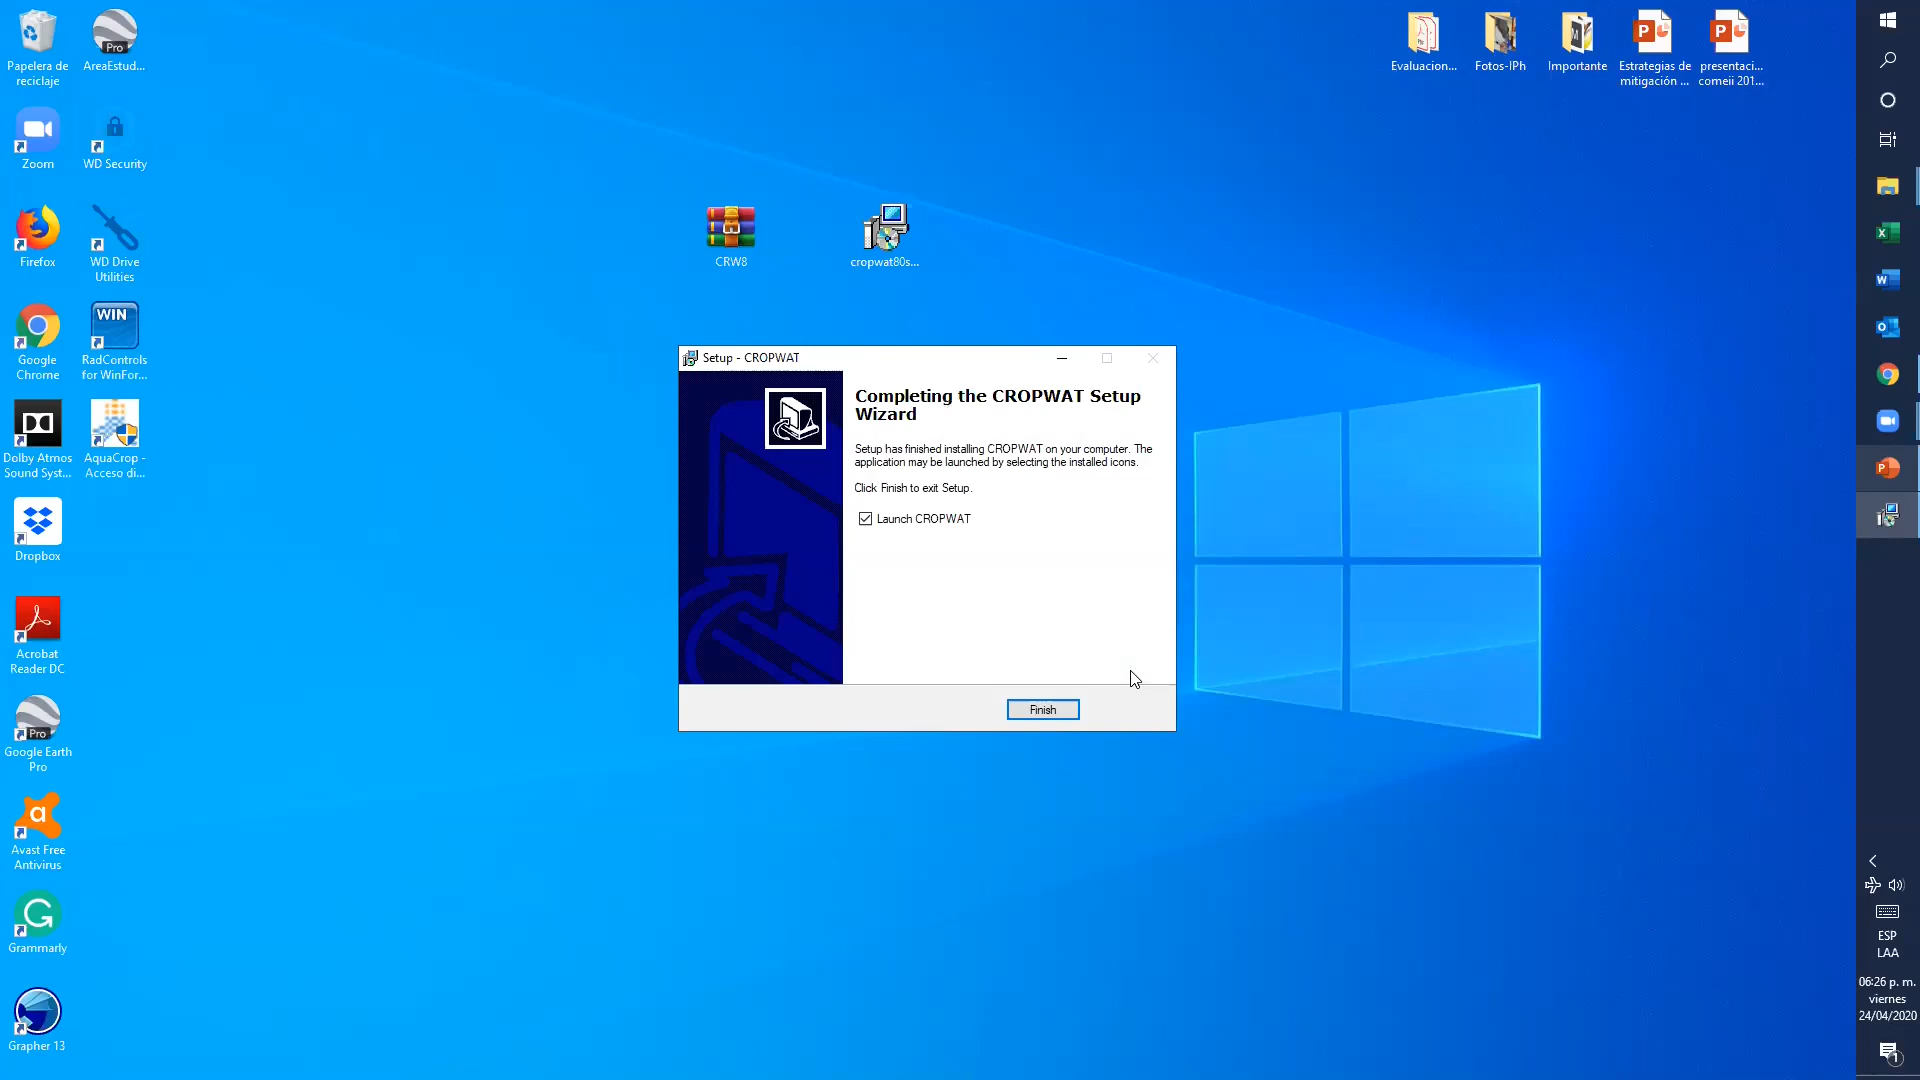 Papelera de
reciclaje
Pro
AreaEstud...
Evaluacion...
Fotos-IPh
Importante
Estrategias de
mitigación ...
presentaci...
comeii 201...
Zoom
WD Security
CRW8
cropwat80s...
Firefox
WD Drive
Utilities
Google
Chrome
WIN
RadControls
for WinFor...
Setup - CROPWAT
Completing the CROPWAT Setup
Wizard
Setup has finished installing CROPWAT on your computer. The
application may be launched by selecting the installed icons.
Click Finish to exit Setup.
Launch CROPWAT
Finish
Dolby Atmos
Sound Syst...
AquaCrop -
Acceso di...
Dropbox
Acrobat
Reader DC
Pro
Google Earth
Pro
Avast Free
Antivirus
Grammarly
Grapher 13
ESP
LAA
06:26 p. m.
viernes
24/04/2020
1